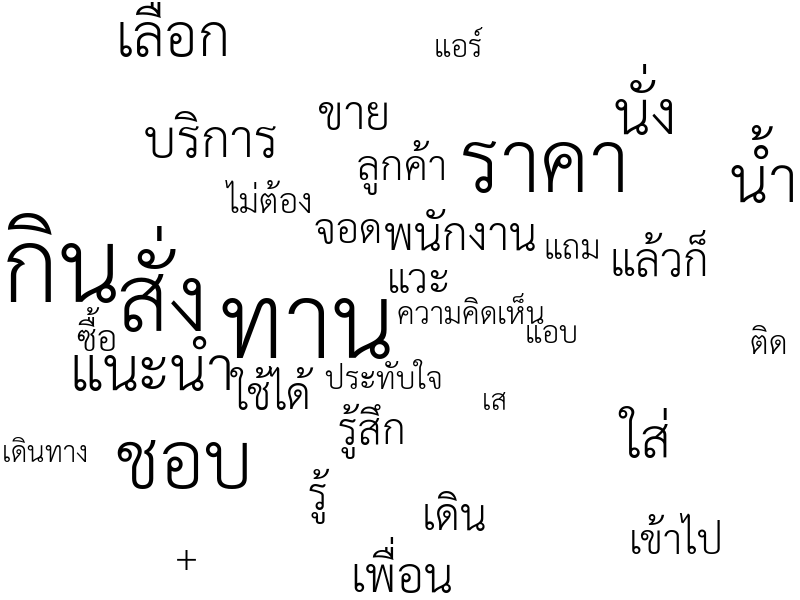 เลือก
แอร์
นั่ง
ขาย
บริการ
ราคา
ลูกค้า
น้ำ
ไม่ต้อง
จอด
พนักงาน
แถม
แล้วก็
กิน
สั่ง
แวะ
ทาน
ความคิดเห็น
แอบ
ซื้อ
ติด
แนะนำ
ใช้ได้
ประทับใจ
เส
รู้สึก
ใส่
เดินทาง
ชอบ
รู้
เดิน
เข้าไป
+
เพื่อน